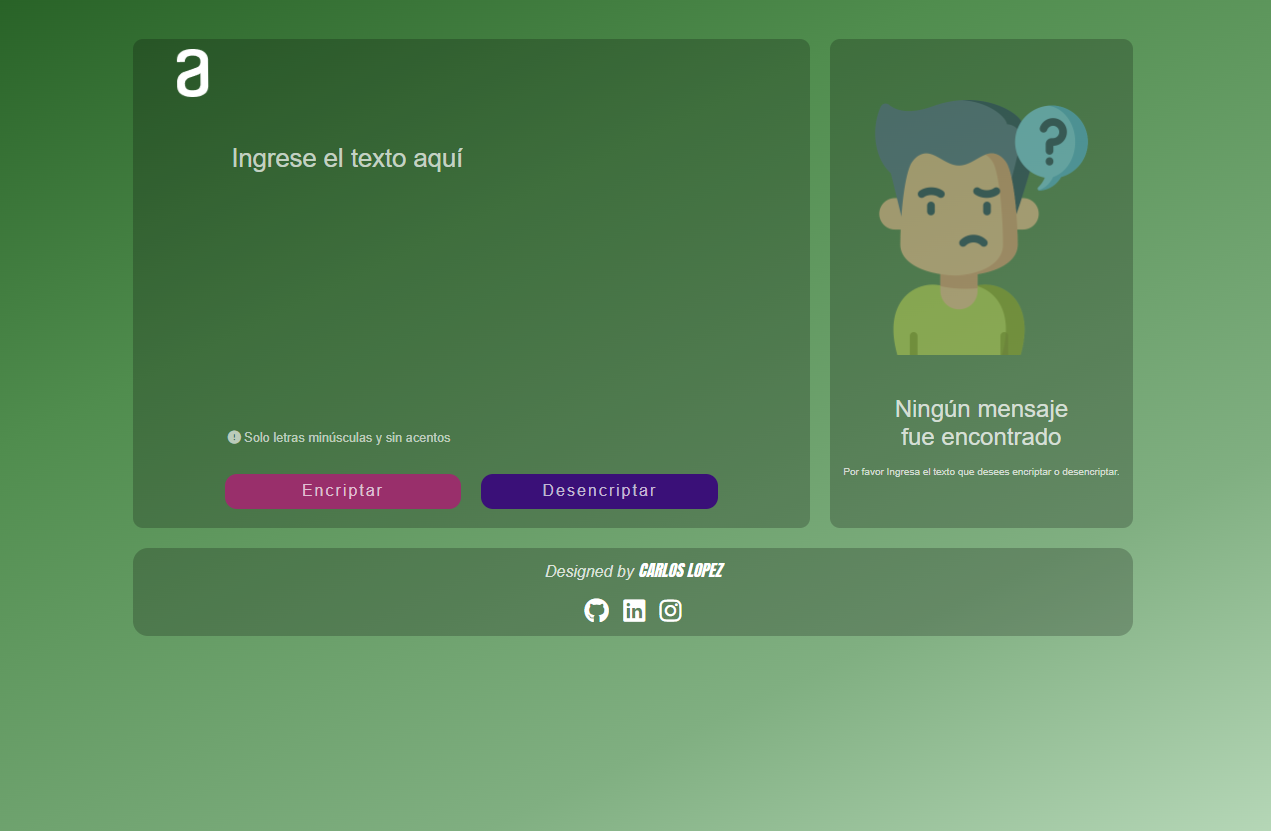 a
Ingrese el texto aquí
Solo letras minúsculas y sin acentos
Encriptar
Desencriptar
?
Ningún mensaje
fue encontrado
Por favor Ingresa el texto que desees encriptar o desencriptar.
Designed by CARLOS LOPEZ
in